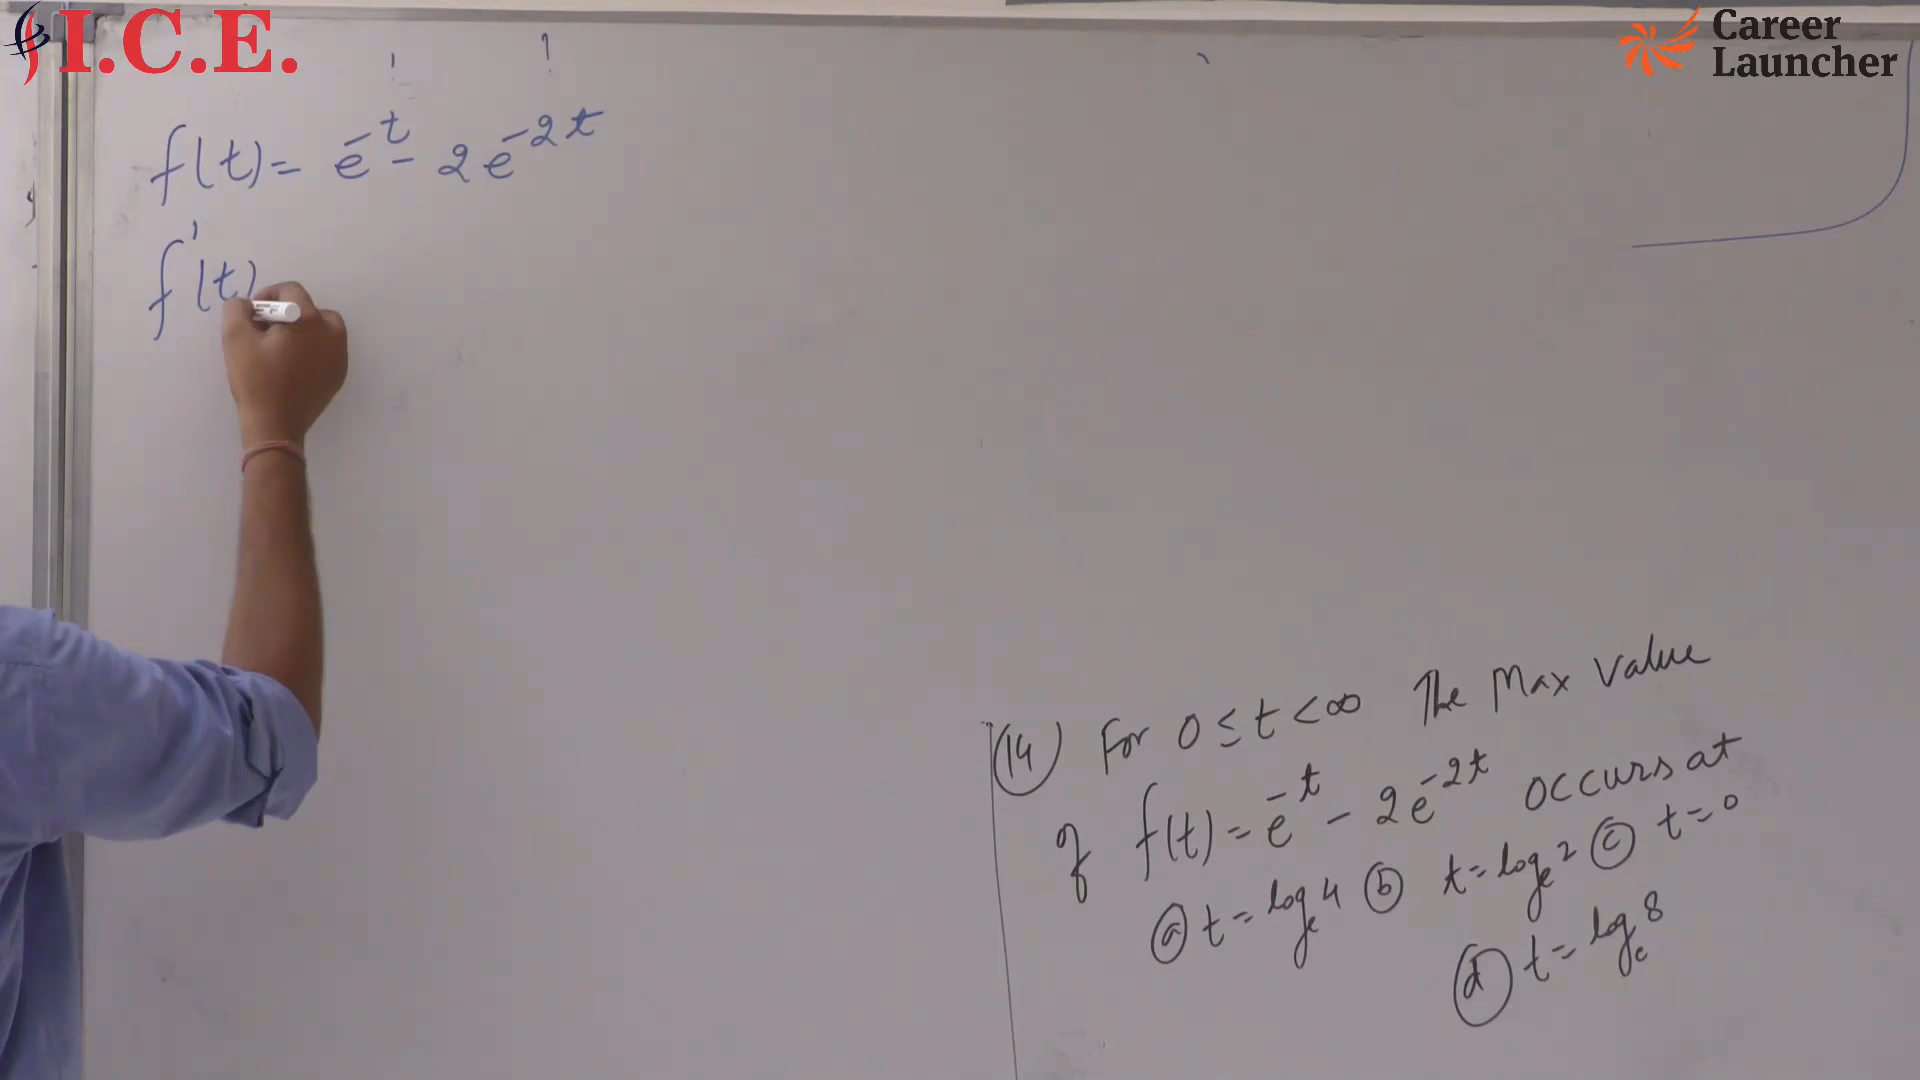 I.C.E.
Career
Launcher
f(t) = e^-t - 2e^-2t
f'(t)
(14) For 0 ≤ t < ∞ The Max Value
of f(t) = e^-t - 2e^-2t occurs at
(a) t = log_e 4 (b) t = log_e 2 (c) t = 0
(d) t = log_e 8